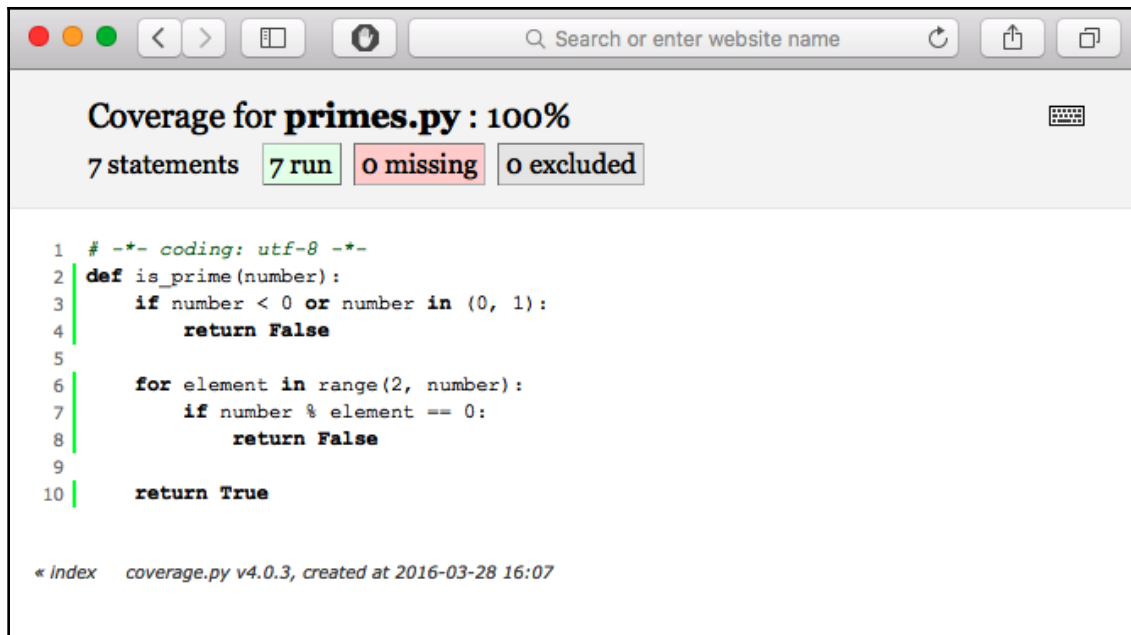 Search or enter website name
Coverage for primes.py : 100%
7 statements 7 run 0 missing 0 excluded
1 # -*- coding: utf-8 -*-
2 def is_prime(number):
3     if number < 0 or number in (0, 1):
4         return False
5
6     for element in range(2, number):
7         if number % element == 0:
8             return False
9
10     return True
« index coverage.py v4.0.3, created at 2016-03-28 16:07